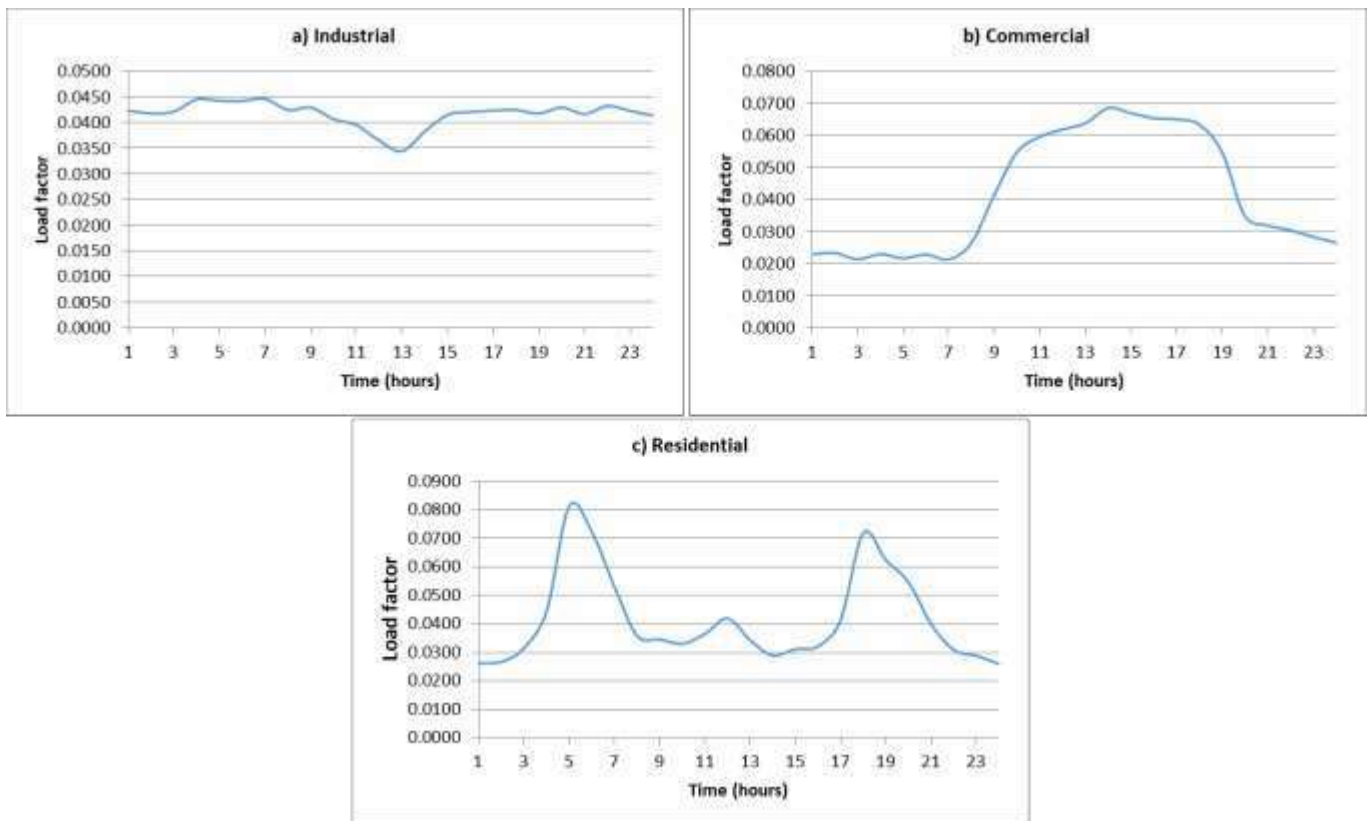 a) Industrial
Load factor
0.0500
0.0450
0.0400
0.0350
0.0300
0.0250
0.0200
0.0150
0.0100
0.0050
0.0000
1 3 5 7 9 11 13 15 17 19 21 23
Time (hours)
b) Commercial
Load factor
0.0800
0.0700
0.0600
0.0500
0.0400
0.0300
0.0200
0.0100
0.0000
1 3 5 7 9 11 13 15 17 19 21 23
Time (hours)
c) Residential
Load factor
0.0900
0.0800
0.0700
0.0600
0.0500
0.0400
0.0300
0.0200
0.0100
0.0000
1 3 5 7 9 11 13 15 17 19 21 23
Time (hours)